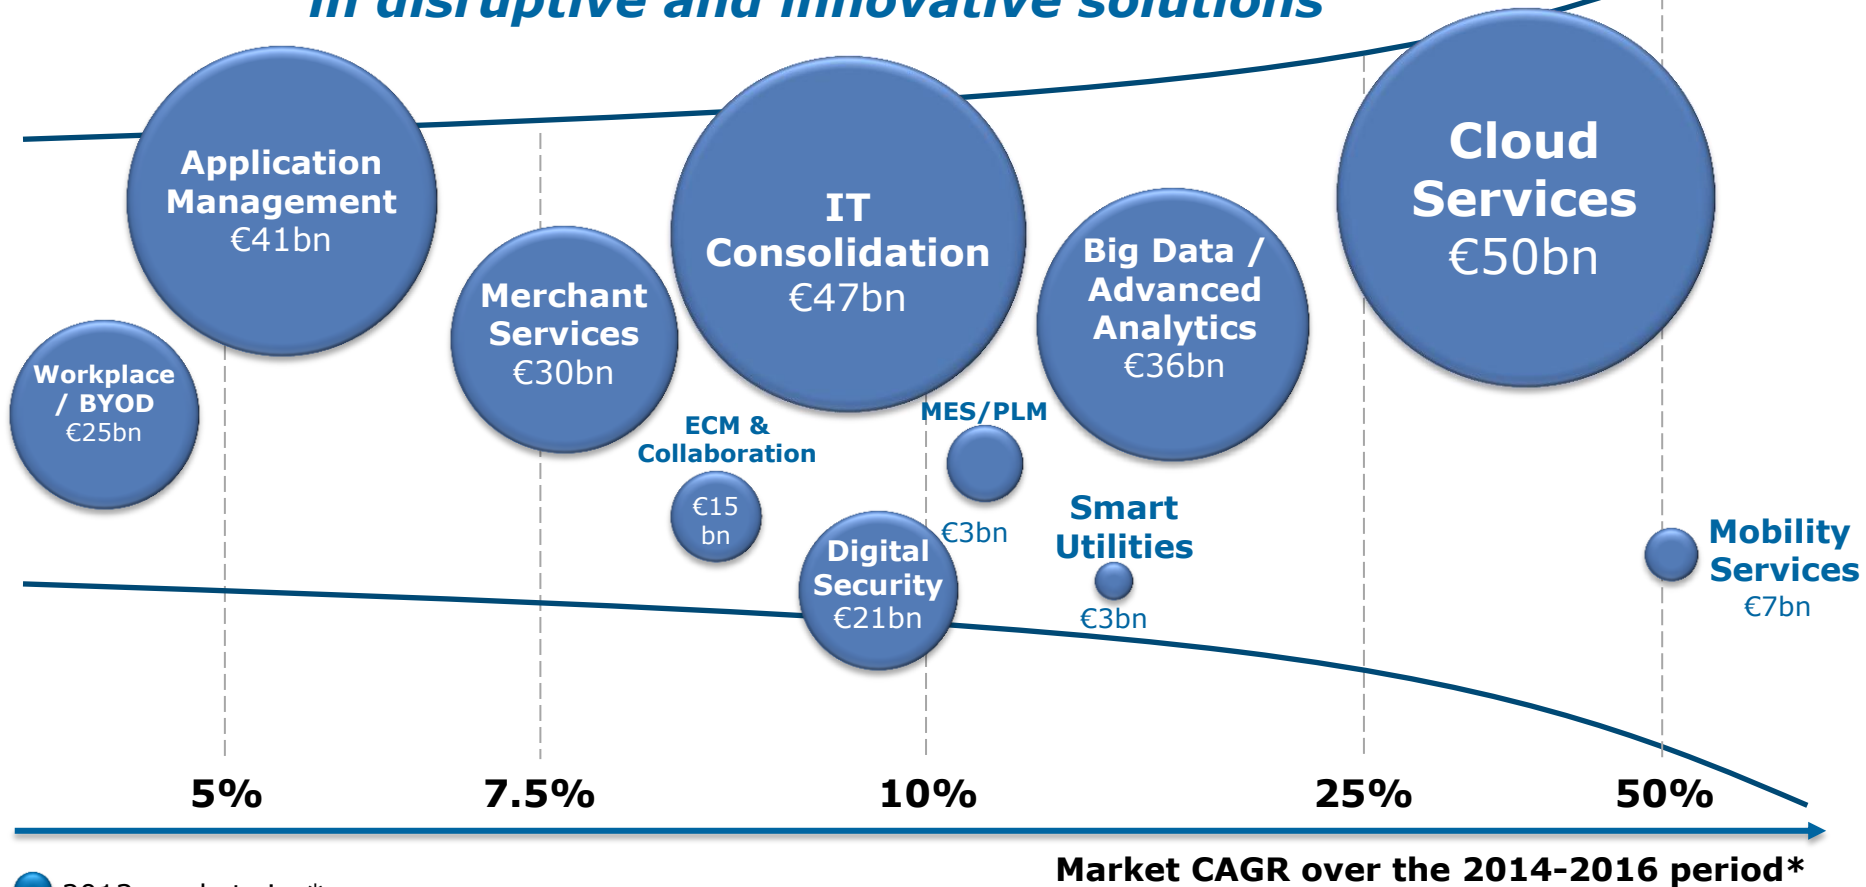 in disruptive and innovative solutions
Application
Management
€41bn
Workplace
/ BYOD
€25bn
Merchant
Services
€30bn
IT
Consolidation
€47bn
ECM &
Collaboration
€15
bn
Digital
Security
€21bn
MES/PLM
€3bn
Big Data /
Advanced
Analytics
€36bn
Smart
Utilities
€3bn
Cloud
Services
€50bn
Mobility
Services
€7bn
5%
7.5%
10%
25%
50%
Market CAGR over the 2014-2016 period*